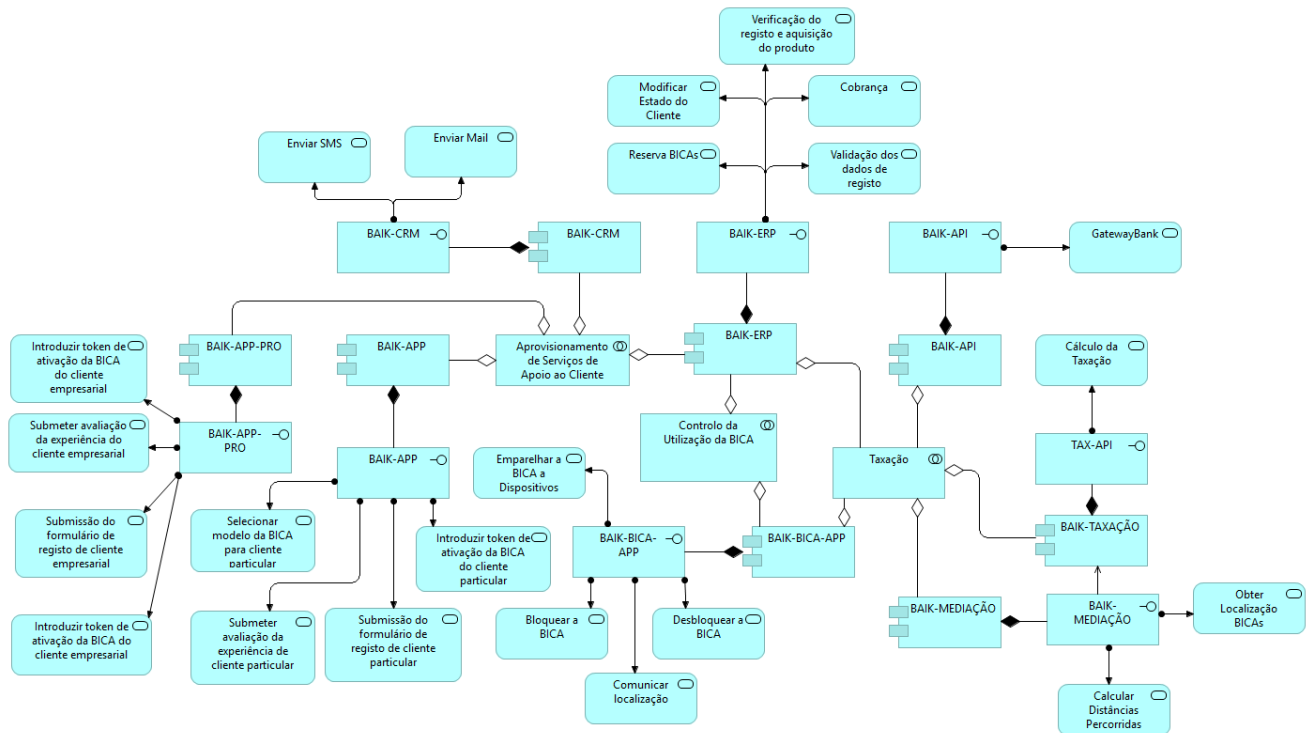 Verificação do
registo e aquisição
do produto
Modificar
Estado do
Cliente
Cobrança
Enviar SMS
Enviar Mail
Reserva BICAs
Validação dos
dados de
registo
BAIK-CRM
BAIK-CRM
BAIK-ERP
BAIK-API
GatewayBank
Introduzir token de
ativação da BICA
do cliente
empresarial
BAIK-APP-PRO
BAIK-APP
Aprovisionamento
de Serviços de
Apoio ao Cliente
BAIK-ERP
BAIK-API
Cálculo da
Taxação
Submeter avaliação
da experiência do
cliente empresarial
BAIK-APP-
PRO
BAIK-APP
Emparelhar a
BICA a
Dispositivos
Controlo da
Utilização da BICA
Taxação
TAX-API
Submissão do
formulário de
registo de cliente
empresarial
Selecionar
modelo da BICA
para cliente
particular
Introduzir token de
ativação da BICA
do cliente
particular
BAIK-BICA-
APP
BAIK-BICA-APP
BAIK-TAXAÇÃO
Introduzir token de
ativação da BICA do
cliente empresarial
Submeter
avaliação da
experiência de
cliente particular
Submissão do
formulário de
registo de cliente
particular
Bloquear a
BICA
Desbloquear a
BICA
BAIK-MEDIAÇÃO
BAIK-
MEDIAÇÃO
Obter
Localização
BICAs
Comunicar
localização
Calcular
Distâncias
Percorridas